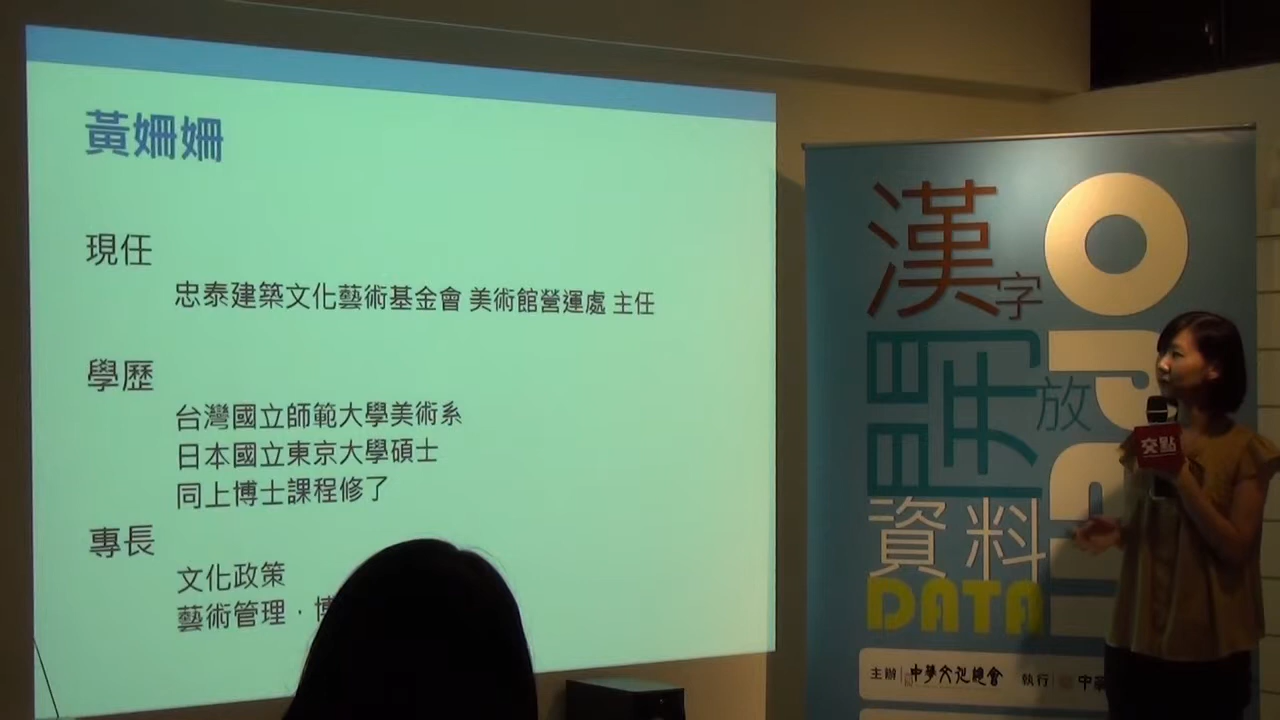 黃姍姍
現任
忠泰建築文化藝術基金會 美術館營運處 主任
學歷
台灣國立師範大學美術系
日本國立東京大學碩士
同上博士課程修了
專長
文化政策
藝術管理．博
漢字
開放
資料
DATA
主辦 中華文化總會
執行 中華
交點